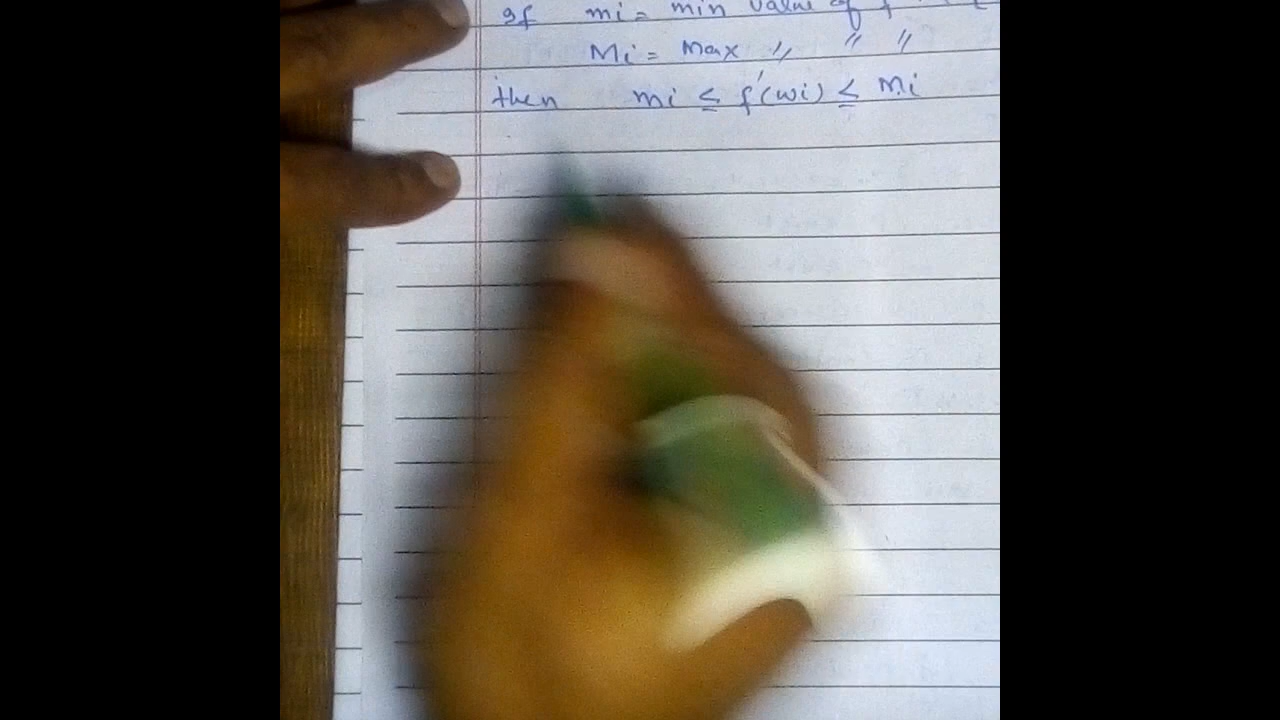 If mi = min value of f
Mi = Max " " "
then mi ≤ f'(wi) ≤ Mi